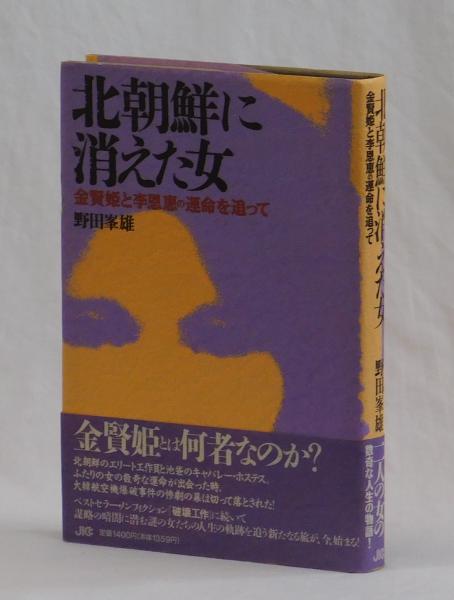 北朝鮮に
消えた女
金賢姫と李恩恵の運命を追って
野田峯雄
金賢姫とは何者なのか?
北朝鮮のエリート工作員と池袋のキャバレー・ホステス。
ふたりの女の数奇な運命が出会った時、
大韓航空機爆破事件の惨劇の幕は切って落とされた!
ベストセラー・ノンフィクション『破壊工作』に続いて
謀略の暗闇に潜む謎の女たちの人生の軌跡を追う新たなる旅が、今、始まる!
JICC 定価1400円(本体1359円)
北朝鮮に消えた女
金賢姫と李恩恵の運命を追って
野田峯雄
二人の女の
数奇な人生の物語!
JICC